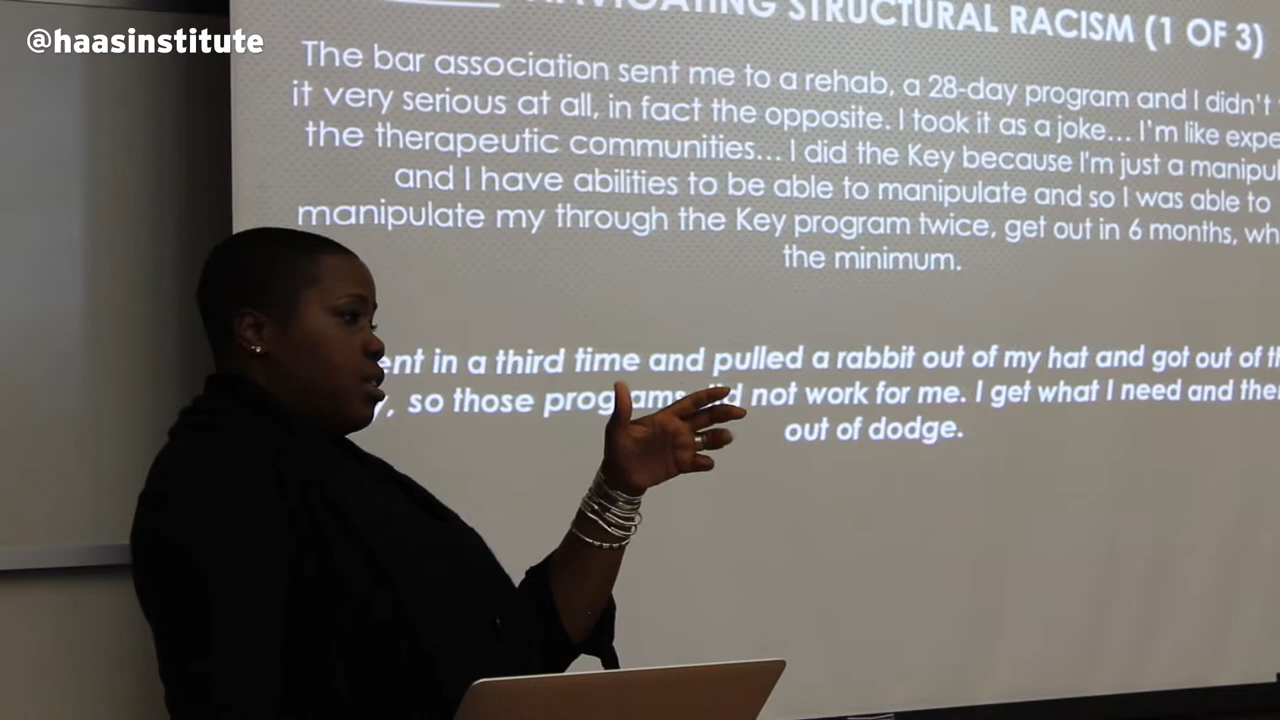 @haasinstitute
NAVIGATING STRUCTURAL RACISM (1 OF 3)
The bar association sent me to a rehab, a 28-day program and I didn't
it very serious at all, in fact the opposite. I took it as a joke... I'm like expe
the therapeutic communities... I did the Key because I'm just a manipul
and I have abilities to be able to manipulate and so I was able to
manipulate my through the Key program twice, get out in 6 months, wh
the minimum.
ent in a third time and pulled a rabbit out of my hat and got out of th
y, so those programs did not work for me. I get what I need and the
out of dodge.